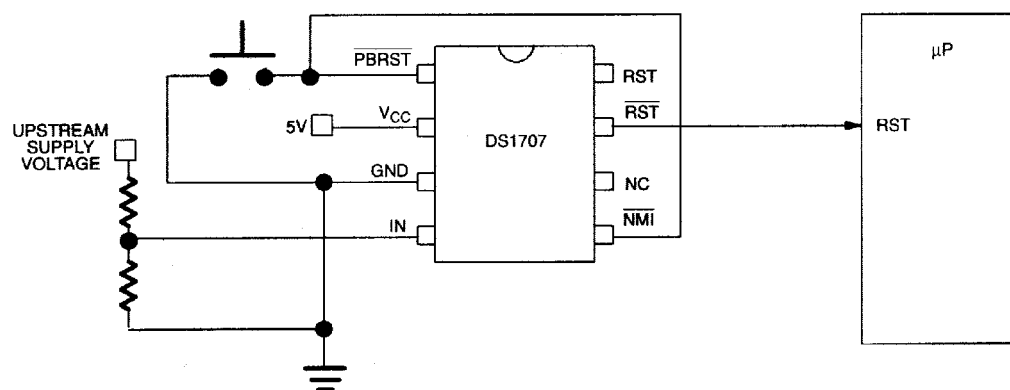 μP
PBRST
RST
5V
VCC
RST
RST
UPSTREAM
SUPPLY
VOLTAGE
DS1707
GND
NC
IN
NMI